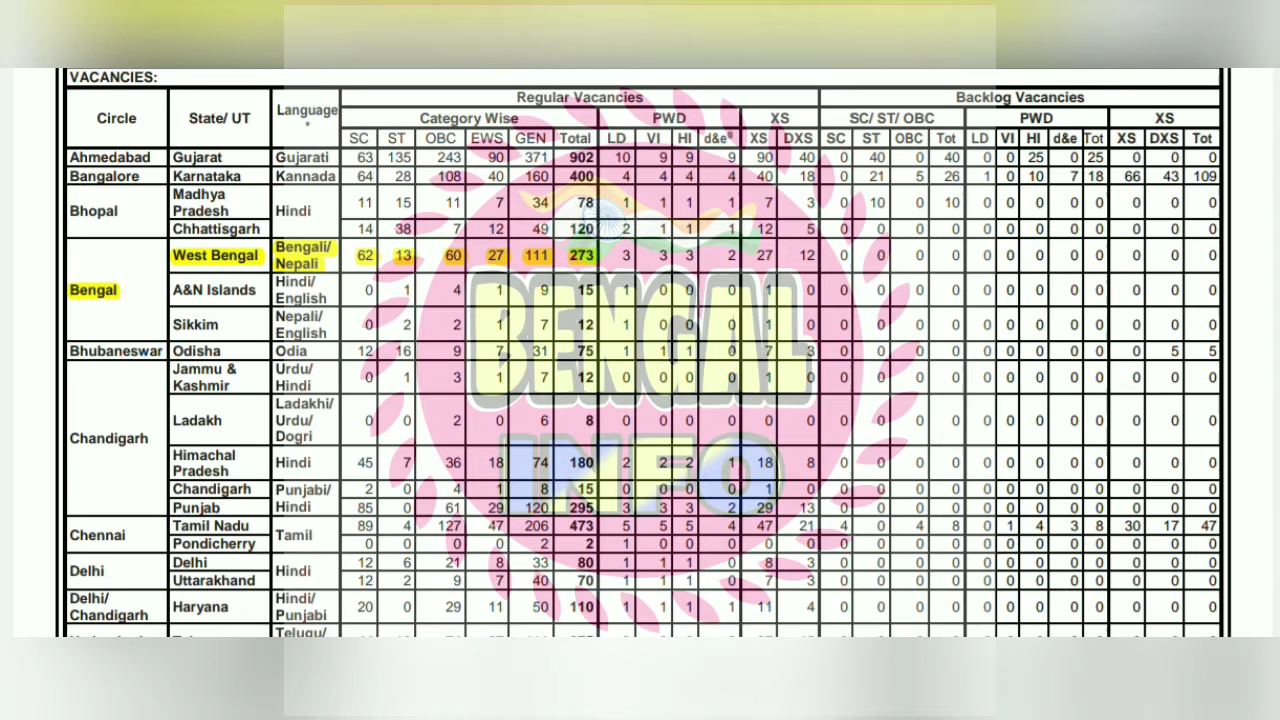 VACANCIES:
Circle State/ UT Language * Regular Vacancies Backlog Vacancies
Category Wise PWD XS SC/ ST/ OBC PWD XS
SC ST OBC EWS GEN Total LD VI HI d&e# XS DXS SC ST OBC Tot LD VI HI d&e Tot XS DXS Tot
Ahmedabad Gujarat Gujarati 63 135 243 90 371 902 10 9 9 9 90 40 0 40 0 40 0 0 25 0 25 0 0 0
Bangalore Karnataka Kannada 64 28 108 40 160 400 4 4 4 4 40 18 0 21 5 26 1 0 10 7 18 66 43 109
Bhopal Madhya Pradesh Hindi 11 15 11 7 34 78 1 1 1 1 7 3 0 10 0 10 0 0 0 0 0 0 0 0
Chhattisgarh 14 38 7 12 49 120 2 1 1 1 12 5 0 0 0 0 0 0 0 0 0 0 0 0
Bengal West Bengal Bengali/ Nepali 62 13 60 27 111 273 3 3 3 2 27 12 0 0 0 0 0 0 0 0 0 0 0 0
A&N Islands Hindi/ English 0 1 4 1 9 15 1 0 0 0 1 0 0 0 0 0 0 0 0 0 0 0 0 0
Sikkim Nepali/ English 0 2 2 1 7 12 1 0 0 0 1 0 0 0 0 0 0 0 0 0 0 0 0 0
Bhubaneswar Odisha Odia 12 16 9 7 31 75 1 1 1 0 7 3 0 0 0 0 0 0 0 0 0 0 5 5
Chandigarh Jammu & Kashmir Urdu/ Hindi 0 1 3 1 7 12 0 0 0 0 1 0 0 0 0 0 0 0 0 0 0 0 0 0
Ladakh Ladakhi/ Urdu/ Dogri 0 0 2 0 6 8 0 0 0 0 0 0 0 0 0 0 0 0 0 0 0 0 0 0
Himachal Pradesh Hindi 45 7 36 18 74 180 2 2 2 1 18 8 0 0 0 0 0 0 0 0 0 0 0 0
Chandigarh Punjabi/ Hindi 2 0 4 1 8 15 0 0 0 0 1 0 0 0 0 0 0 0 0 0 0 0 0 0
Punjab 85 0 61 29 120 295 3 3 3 2 29 13 0 0 0 0 0 0 0 0 0 0 0 0
Chennai Tamil Nadu Tamil 89 4 127 47 206 473 5 5 5 4 47 21 4 0 4 8 0 1 4 3 8 30 17 47
Pondicherry 0 0 0 0 2 2 1 0 0 0 0 0 0 0 0 0 0 0 0 0 0 0 0 0
Delhi Delhi Hindi 12 6 21 8 33 80 1 1 1 0 8 3 0 0 0 0 0 0 0 0 0 0 0 0
Uttarakhand 12 2 9 7 40 70 1 1 1 0 7 3 0 0 0 0 0 0 0 0 0 0 0 0
Delhi/ Chandigarh Haryana Hindi/ Punjabi 20 0 29 11 50 110 1 1 1 1 11 4 0 0 0 0 0 0 0 0 0 0 0 0
Telugu/
BENGAL
INFO